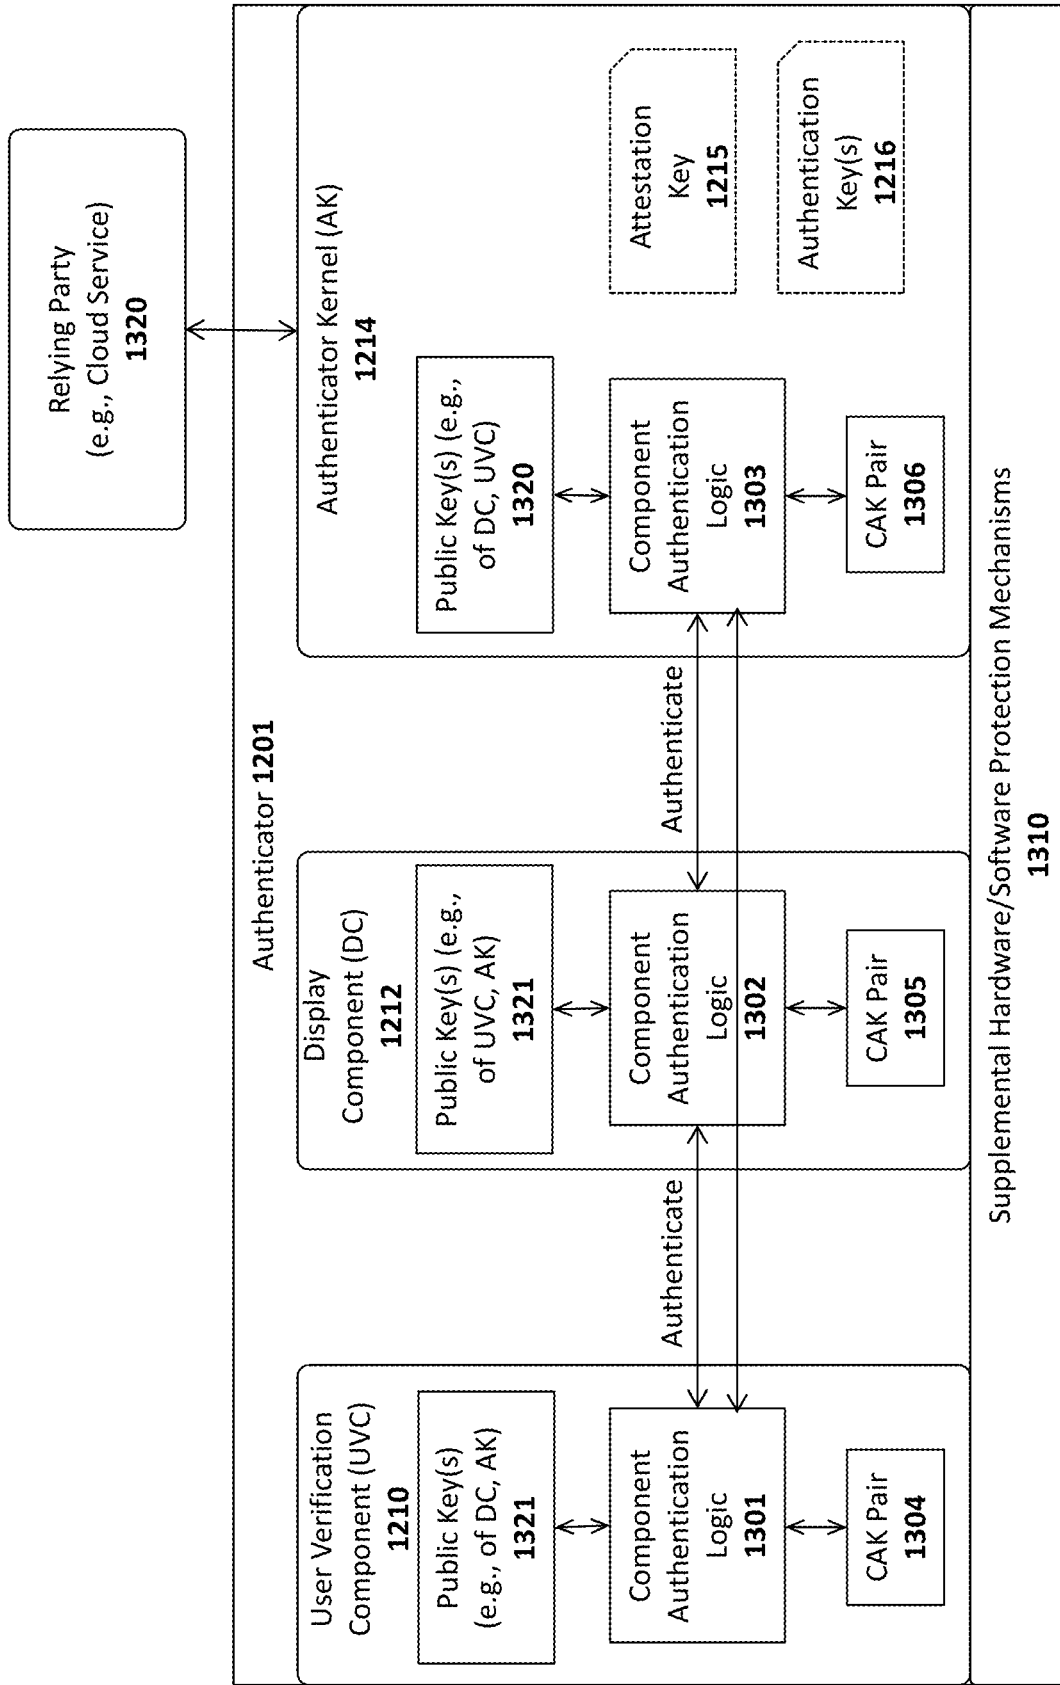 Relying Party
(e.g., Cloud Service)
1320
Authenticator 1201
User Verification
Component (UVC)
1210
Public Key(s)
(e.g., of DC, AK)
1321
Component
Authentication
Logic
1301
CAK Pair
1304
Authenticate
Display
Component (DC)
1212
Public Key(s) (e.g.,
of UVC, AK)
1321
Component
Authentication
Logic
1302
CAK Pair
1305
Authenticate
Authenticator Kernel (AK)
1214
Public Key(s) (e.g.,
of DC, UVC)
1320
Component
Authentication
Logic
1303
CAK Pair
1306
Attestation
Key
1215
Authentication
Key(s)
1216
Supplemental Hardware/Software Protection Mechanisms
1310